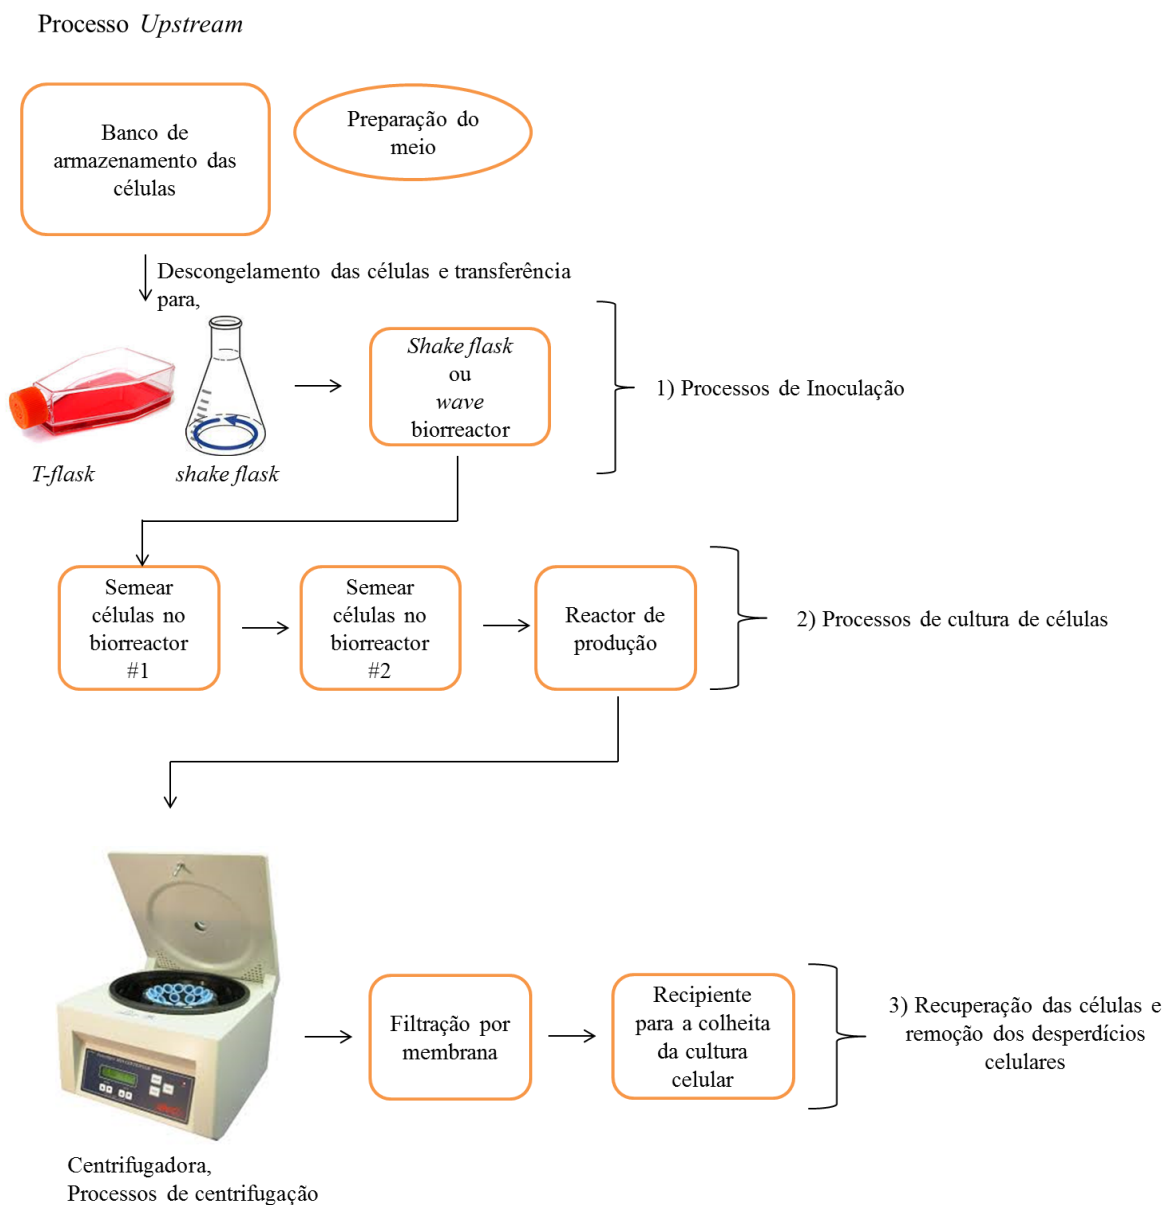 Processo Upstream
Banco de
armazenamento das
células
Preparação do
meio
Descongelamento das células e transferência
para,
T-flask
shake flask
Shake flask
ou
wave
biorreactor
1) Processos de Inoculação
Semear
células no
biorreactor
#1
Semear
células no
biorreactor
#2
Reactor de
produção
2) Processos de cultura de células
Centrifugadora,
Processos de centrifugação
Filtração por
membrana
Recipiente
para a colheita
da cultura
celular
3) Recuperação das células e
remoção dos desperdícios
celulares